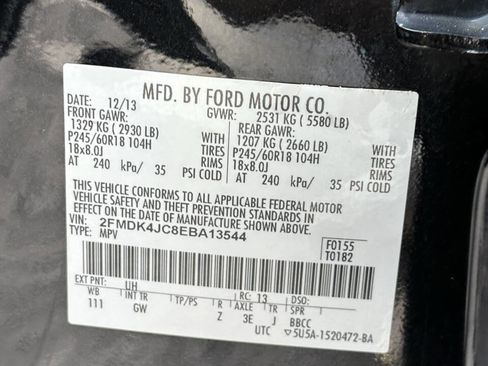 MFD. BY FORD MOTOR CO.
DATE: 12/13 GVWR: 2531 KG ( 5580 LB)
FRONT GAWR: REAR GAWR:
1329 KG ( 2930 LB) 1207 KG ( 2660 LB)
P245/60R18 104H TIRES P245/60R18 104H TIRES
18x8.0J RIMS 18x8.0J RIMS
AT 240 kPa/ 35 PSI COLD AT 240 kPa/ 35 PSI COLD
THIS VEHICLE CONFORMS TO ALL APPLICABLE FEDERAL MOTOR
VEHICLE SAFETY AND THEFT PREVENTION STANDARDS IN
EFFECT ON THE DATE OF MANUFACTURE SHOWN ABOVE.
VIN: 2FMDK4JC8EBA13544
TYPE: MPV
F0155
T0182
EXT PNT: UH RC: 13 DSO:
WB INT TR TP/PS R AXLE TR SPR
111 GW Z 3E J BBCC
UTC ▽5U5A-1520472-BA